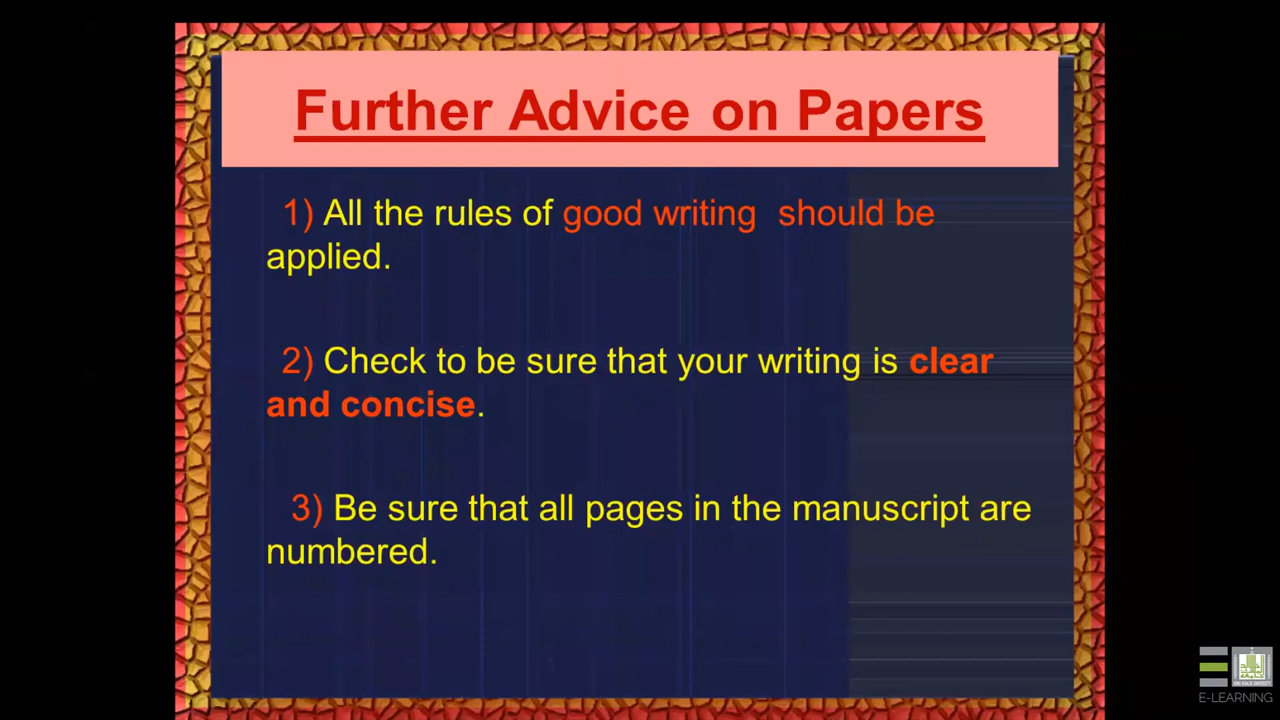 Further Advice on Papers
1) All the rules of good writing should be
applied.
2) Check to be sure that your writing is clear
and concise.
3) Be sure that all pages in the manuscript are
numbered.
E-LEARNING